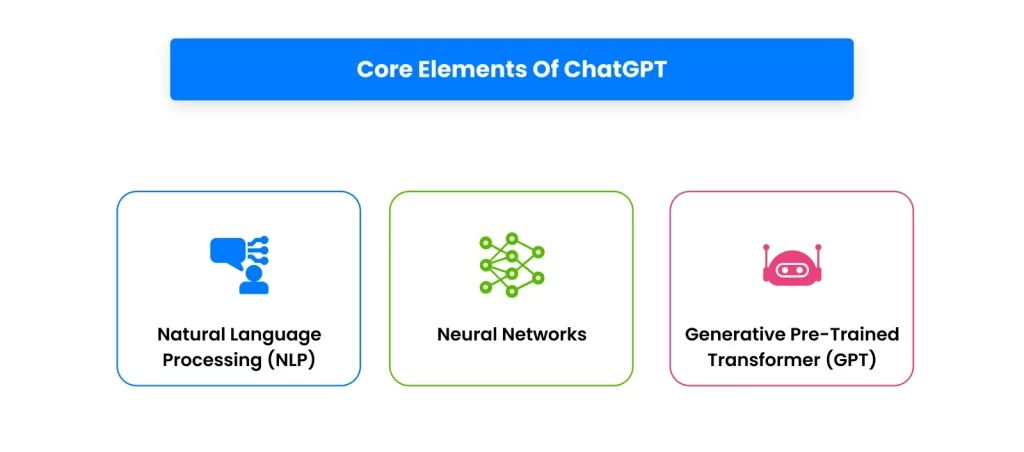 Core Elements Of ChatGPT
Natural Language
Processing (NLP)
Neural Networks
Generative Pre-Trained
Transformer (GPT)